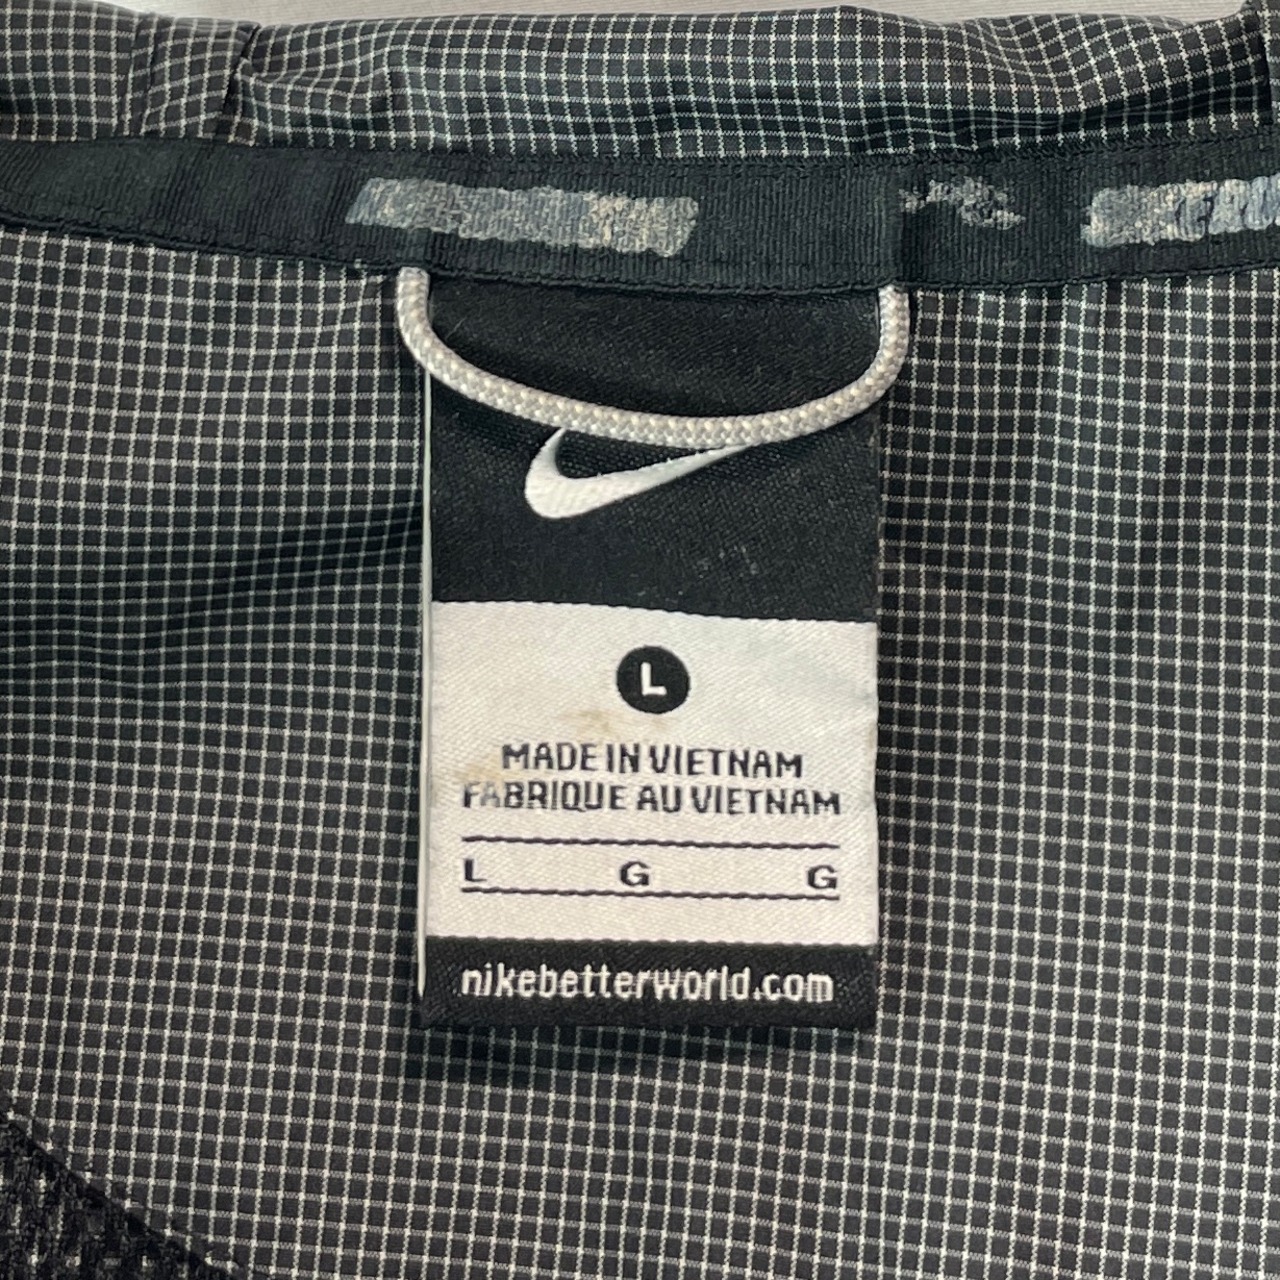 L
MADE IN VIETNAM
FABRIQUE AU VIETNAM
L G G
nikebetterworld.com